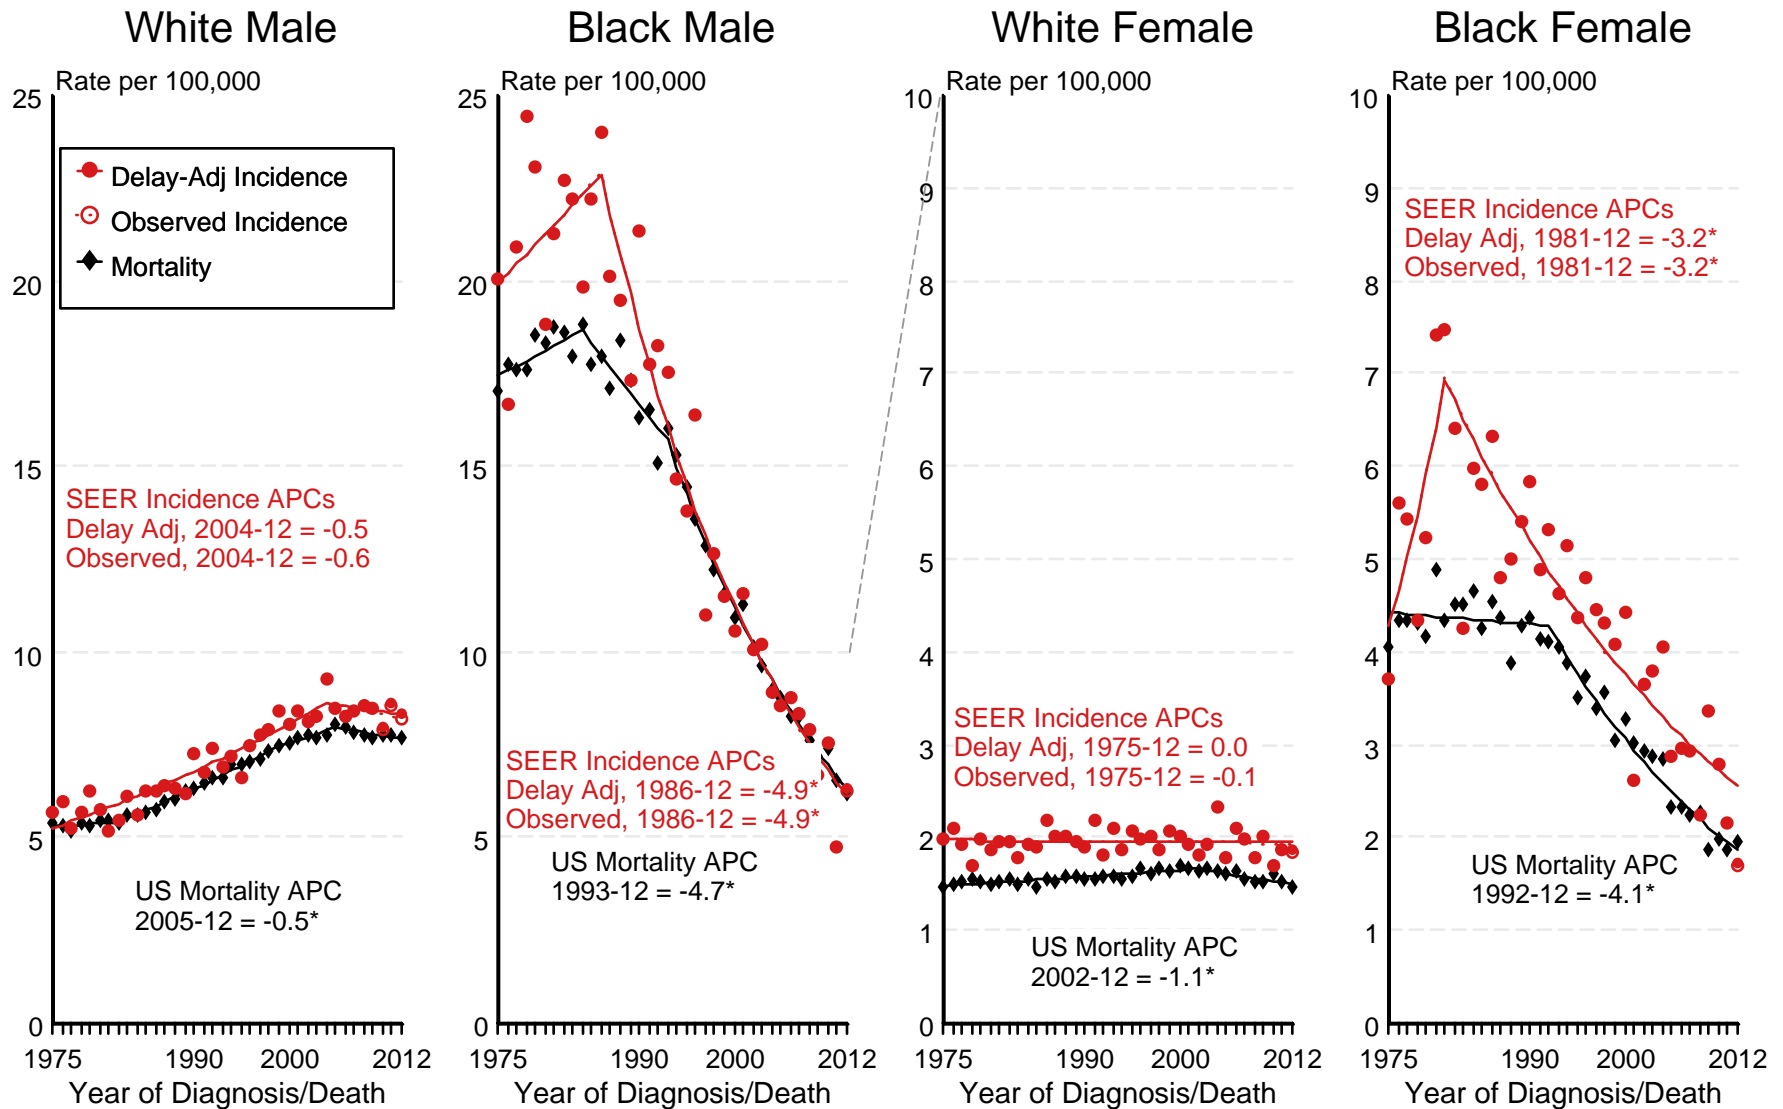 White Male
Rate per 100,000
25
20
15
10
5
0
Delay-Adj Incidence
Observed Incidence
Mortality
SEER Incidence APCs
Delay Adj, 2004-12 = -0.5
Observed, 2004-12 = -0.6
US Mortality APC
2005-12 = -0.5*
1975 1990 2000 2012
Year of Diagnosis/Death
Black Male
Rate per 100,000
25
20
15
10
5
0
SEER Incidence APCs
Delay Adj, 1986-12 = -4.9*
Observed, 1986-12 = -4.9*
US Mortality APC
1993-12 = -4.7*
1975 1990 2000 2012
Year of Diagnosis/Death
White Female
Rate per 100,000
10
9
8
7
6
5
4
3
2
1
0
SEER Incidence APCs
Delay Adj, 1975-12 = 0.0
Observed, 1975-12 = -0.1
US Mortality APC
2002-12 = -1.1*
1975 1990 2000 2012
Year of Diagnosis/Death
Black Female
Rate per 100,000
10
9
8
7
6
5
4
3
2
1
0
SEER Incidence APCs
Delay Adj, 1981-12 = -3.2*
Observed, 1981-12 = -3.2*
US Mortality APC
1992-12 = -4.1*
1975 1990 2000 2012
Year of Diagnosis/Death